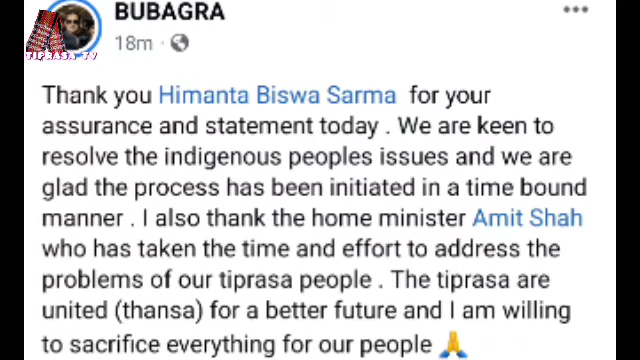 BUBAGRA
18m ·
TIPRASA TV
Thank you Himanta Biswa Sarma for your
assurance and statement today . We are keen to
resolve the indigenous peoples issues and we are
glad the process has been initiated in a time bound
manner . I also thank the home minister Amit Shah
who has taken the time and effort to address the
problems of our tiprasa people . The tiprasa are
united (thansa) for a better future and I am willing
to sacrifice everything for our people 🙏